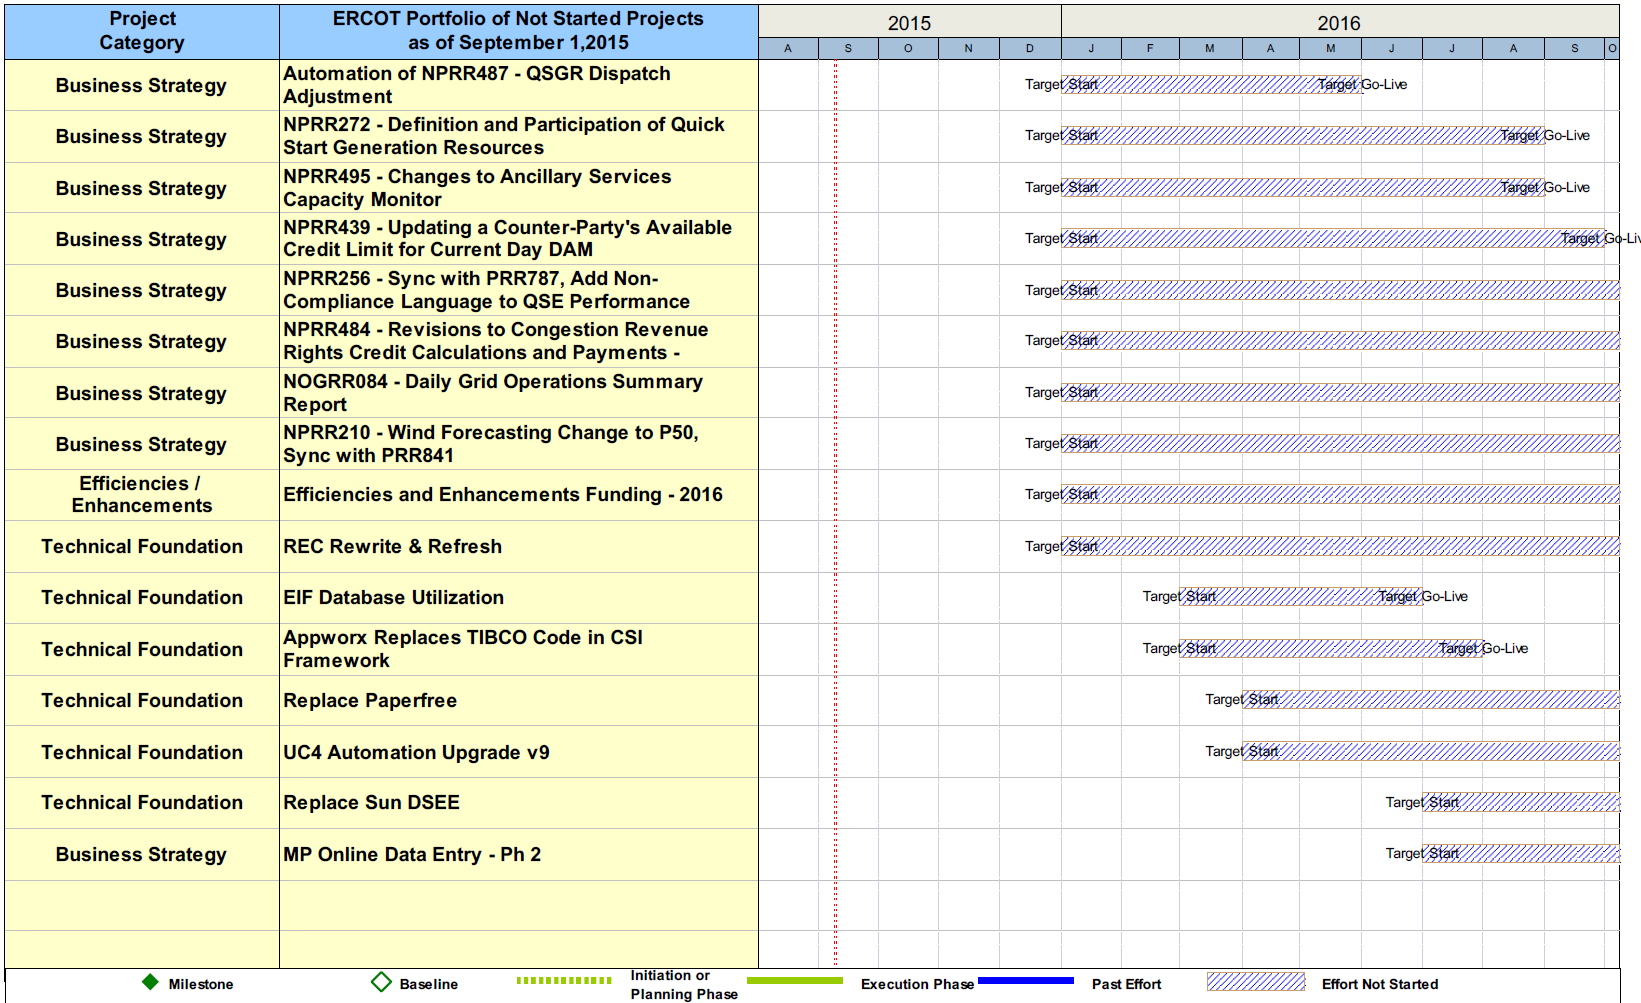 Project
Category
ERCOT Portfolio of Not Started Projects
as of September 1,2015
2015
2016
A S O N D J F M A M J J A S O
Business Strategy
Automation of NPRR487 - QSGR Dispatch
Adjustment
Target Start
Target Go-Live
Business Strategy
NPRR272 - Definition and Participation of Quick
Start Generation Resources
Target Start
Target Go-Live
Business Strategy
NPRR495 - Changes to Ancillary Services
Capacity Monitor
Target Start
Target Go-Live
Business Strategy
NPRR439 - Updating a Counter-Party's Available
Credit Limit for Current Day DAM
Target Start
Target Go-Liv
Business Strategy
NPRR256 - Sync with PRR787, Add Non-
Compliance Language to QSE Performance
Target Start
Business Strategy
NPRR484 - Revisions to Congestion Revenue
Rights Credit Calculations and Payments -
Target Start
Business Strategy
NOGRR084 - Daily Grid Operations Summary
Report
Target Start
Business Strategy
NPRR210 - Wind Forecasting Change to P50,
Sync with PRR841
Target Start
Efficiencies /
Enhancements
Efficiencies and Enhancements Funding - 2016
Target Start
Technical Foundation
REC Rewrite & Refresh
Target Start
Technical Foundation
EIF Database Utilization
Target Start
Target Go-Live
Technical Foundation
Appworx Replaces TIBCO Code in CSI
Framework
Target Start
Target Go-Live
Technical Foundation
Replace Paperfree
Target Start
Technical Foundation
UC4 Automation Upgrade v9
Target Start
Technical Foundation
Replace Sun DSEE
Target Start
Business Strategy
MP Online Data Entry - Ph 2
Target Start
Milestone
Baseline
Initiation or
Planning Phase
Execution Phase
Past Effort
Effort Not Started